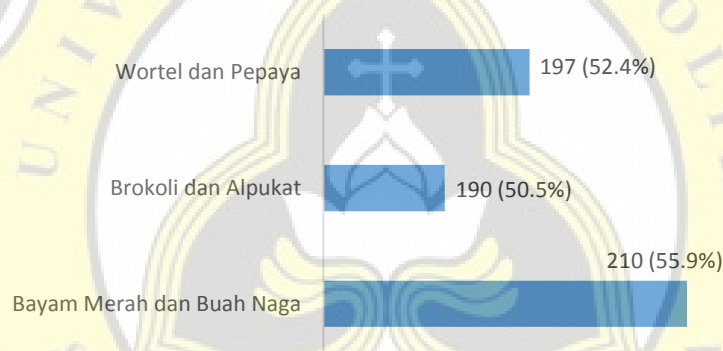 Wortel dan Pepaya 197 (52.4%)
Brokoli dan Alpukat 190 (50.5%)
210 (55.9%)
Bayam Merah dan Buah Naga